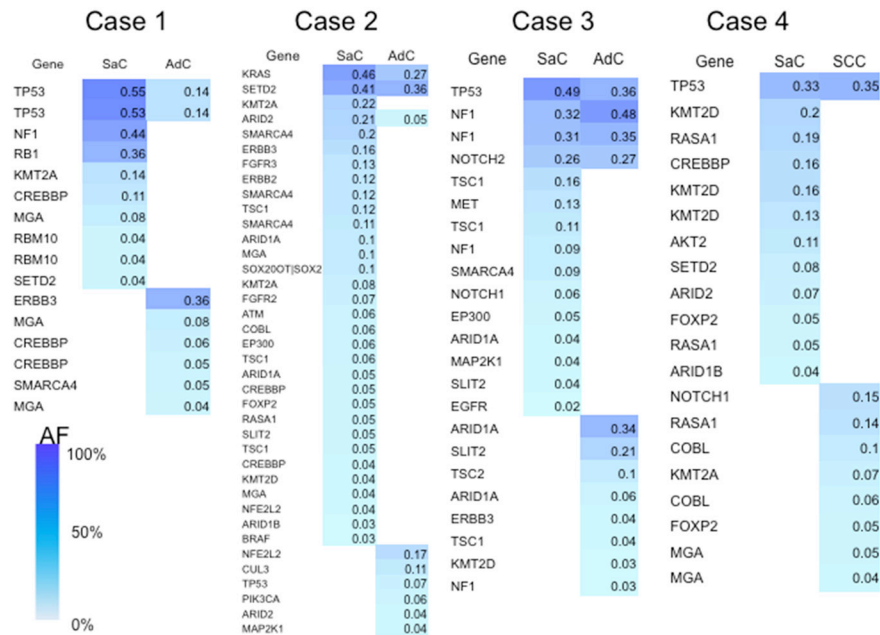 Case 1
Gene SaC AdC
TP53 0.55 0.14
TP53 0.53 0.14
NF1 0.44
RB1 0.36
KMT2A 0.14
CREBBP 0.11
MGA 0.08
RBM10 0.04
RBM10 0.04
SETD2 0.04
ERBB3 0.36
MGA 0.08
CREBBP 0.06
CREBBP 0.05
SMARCA4 0.05
MGA 0.04
AF
100%
50%
0%
Case 2
Gene SaC AdC
KRAS 0.46 0.27
SETD2 0.41 0.36
KMT2A 0.22
ARID2 0.21 0.05
SMARCA4 0.2
ERBB3 0.16
FGFR3 0.13
ERBB2 0.12
SMARCA4 0.12
TSC1 0.12
SMARCA4 0.11
ARID1A 0.1
MGA 0.1
SOX2OOT|SOX2 0.1
KMT2A 0.08
FGFR2 0.07
ATM 0.06
COBL 0.06
EP300 0.06
TSC1 0.06
ARID1A 0.05
CREBBP 0.05
FOXP2 0.05
RASA1 0.05
SLIT2 0.05
TSC1 0.05
CREBBP 0.04
KMT2D 0.04
MGA 0.04
NFE2L2 0.04
ARID1B 0.03
BRAF 0.03
NFE2L2 0.17
CUL3 0.11
TP53 0.07
PIK3CA 0.06
ARID2 0.04
MAP2K1 0.04
Case 3
Gene SaC AdC
TP53 0.49 0.36
NF1 0.32 0.48
NF1 0.31 0.35
NOTCH2 0.26 0.27
TSC1 0.16
MET 0.13
TSC1 0.11
NF1 0.09
SMARCA4 0.09
NOTCH1 0.06
EP300 0.05
ARID1A 0.04
MAP2K1 0.04
SLIT2 0.04
EGFR 0.02
ARID1A 0.34
SLIT2 0.21
TSC2 0.1
ARID1A 0.06
ERBB3 0.04
TSC1 0.04
KMT2D 0.03
NF1 0.03
Case 4
Gene SaC SCC
TP53 0.33 0.35
KMT2D 0.2
RASA1 0.19
CREBBP 0.16
KMT2D 0.16
KMT2D 0.13
AKT2 0.11
SETD2 0.08
ARID2 0.07
FOXP2 0.05
RASA1 0.05
ARID1B 0.04
NOTCH1 0.15
RASA1 0.14
COBL 0.1
KMT2A 0.07
COBL 0.06
FOXP2 0.05
MGA 0.05
MGA 0.04